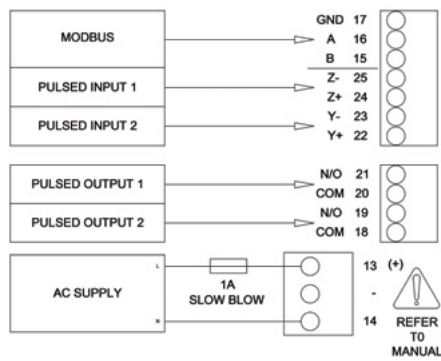 MODBUS
GND 17
A 16
B 15
PULSED INPUT 1
Z- 25
Z+ 24
PULSED INPUT 2
Y- 23
Y+ 22
PULSED OUTPUT 1
N/O 21
COM 20
PULSED OUTPUT 2
N/O 19
COM 18
AC SUPPLY
L
N
1A
SLOW BLOW
13 (+)
-
14
!
REFER
T0
MANUAL